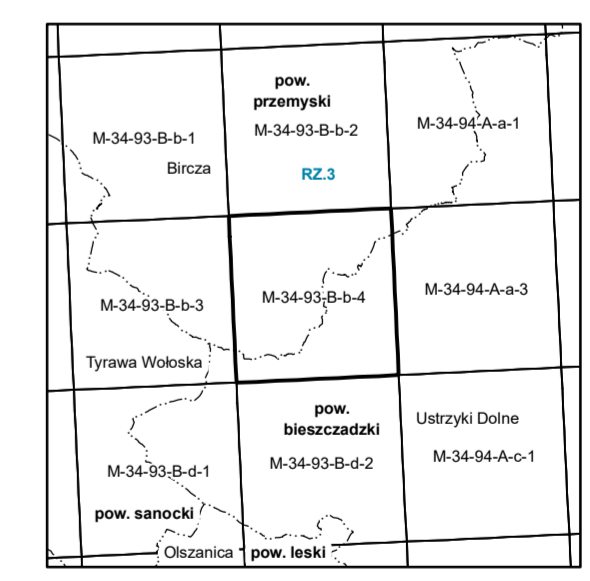 pow.
przemyski
M-34-93-B-b-1
M-34-93-B-b-2
M-34-94-A-a-1
Bircza
RZ.3
M-34-93-B-b-3
M-34-93-B-b-4
M-34-94-A-a-3
Tyrawa Wołoska
pow.
bieszczadzki
Ustrzyki Dolne
M-34-93-B-d-1
M-34-93-B-d-2
M-34-94-A-c-1
pow. sanocki
Olszanica
pow. leski